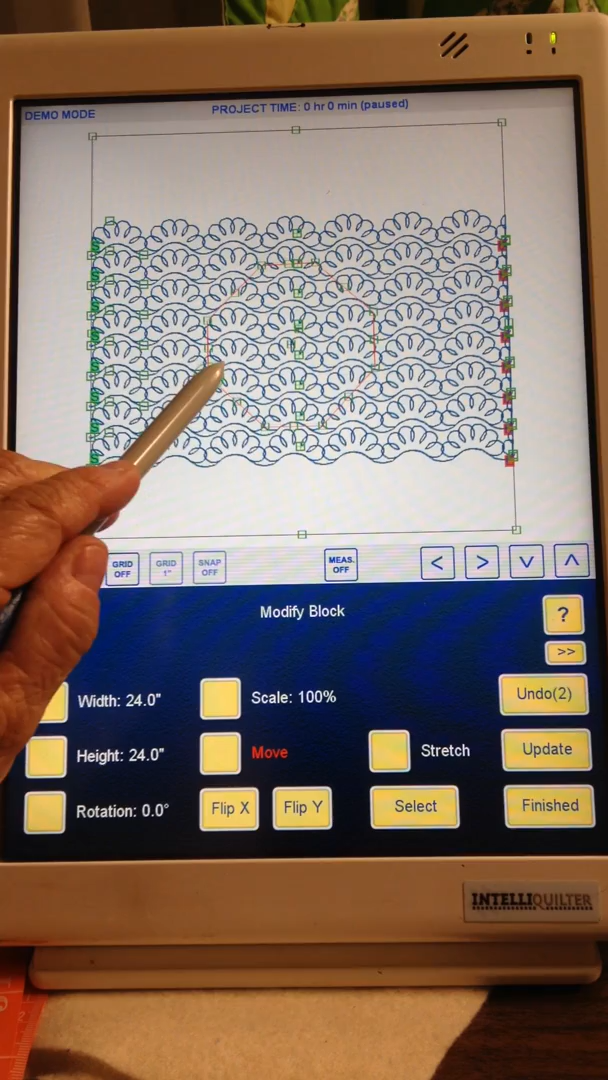 DEMO MODE
PROJECT TIME: 0 hr 0 min (paused)
GRID OFF
GRID 1"
SNAP OFF
MEAS. OFF
< > V ^
Modify Block
?
>>
Width: 24.0"
Scale: 100%
Undo(2)
Height: 24.0"
Move
Stretch
Update
Rotation: 0.0°
Flip X
Flip Y
Select
Finished
INTELLIQUILTER